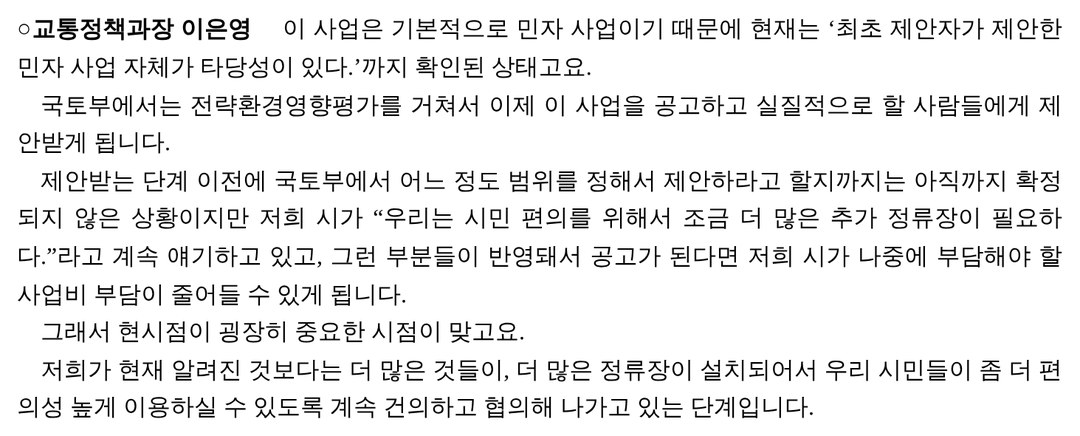 ○교통정책과장 이은영 이 사업은 기본적으로 민자 사업이기 때문에 현재는 ‘최초 제안자가 제안한
민자 사업 자체가 타당성이 있다.’까지 확인된 상태고요.
국토부에서는 전략환경영향평가를 거쳐서 이제 이 사업을 공고하고 실질적으로 할 사람들에게 제
안받게 됩니다.
제안받는 단계 이전에 국토부에서 어느 정도 범위를 정해서 제안하라고 할지까지는 아직까지 확정
되지 않은 상황이지만 저희 시가 “우리는 시민 편의를 위해서 조금 더 많은 추가 정류장이 필요하
다.”라고 계속 얘기하고 있고, 그런 부분들이 반영돼서 공고가 된다면 저희 시가 나중에 부담해야 할
사업비 부담이 줄어들 수 있게 됩니다.
그래서 현시점이 굉장히 중요한 시점이 맞고요.
저희가 현재 알려진 것보다는 더 많은 것들이, 더 많은 정류장이 설치되어서 우리 시민들이 좀 더 편
의성 높게 이용하실 수 있도록 계속 건의하고 협의해 나가고 있는 단계입니다.